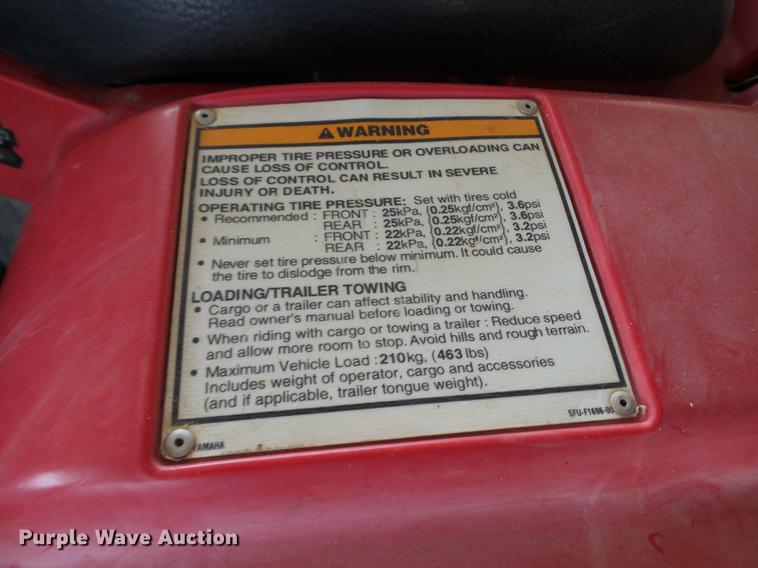 WARNING
IMPROPER TIRE PRESSURE OR OVERLOADING CAN
CAUSE LOSS OF CONTROL.
LOSS OF CONTROL CAN RESULT IN SEVERE
INJURY OR DEATH.
OPERATING TIRE PRESSURE: Set with tires cold
• Recommended : FRONT : 25kPa, {0.25kgf/cm²}, 3.6psi
REAR : 25kPa, {0.25kgf/cm²}, 3.6psi
• Minimum : FRONT : 22kPa, {0.22kgf/cm²}, 3.2psi
REAR : 22kPa, {0.22kgf/cm²}, 3.2psi
• Never set tire pressure below minimum. It could cause
the tire to dislodge from the rim.
LOADING/TRAILER TOWING
• Cargo or a trailer can affect stability and handling.
Read owner's manual before loading or towing.
• When riding with cargo or towing a trailer : Reduce speed
and allow more room to stop. Avoid hills and rough terrain.
• Maximum Vehicle Load : 210kg, (463 lbs)
Includes weight of operator, cargo and accessories
(and if applicable, trailer tongue weight).
5FU-F1696-00
YAMAHA
Purple Wave Auction